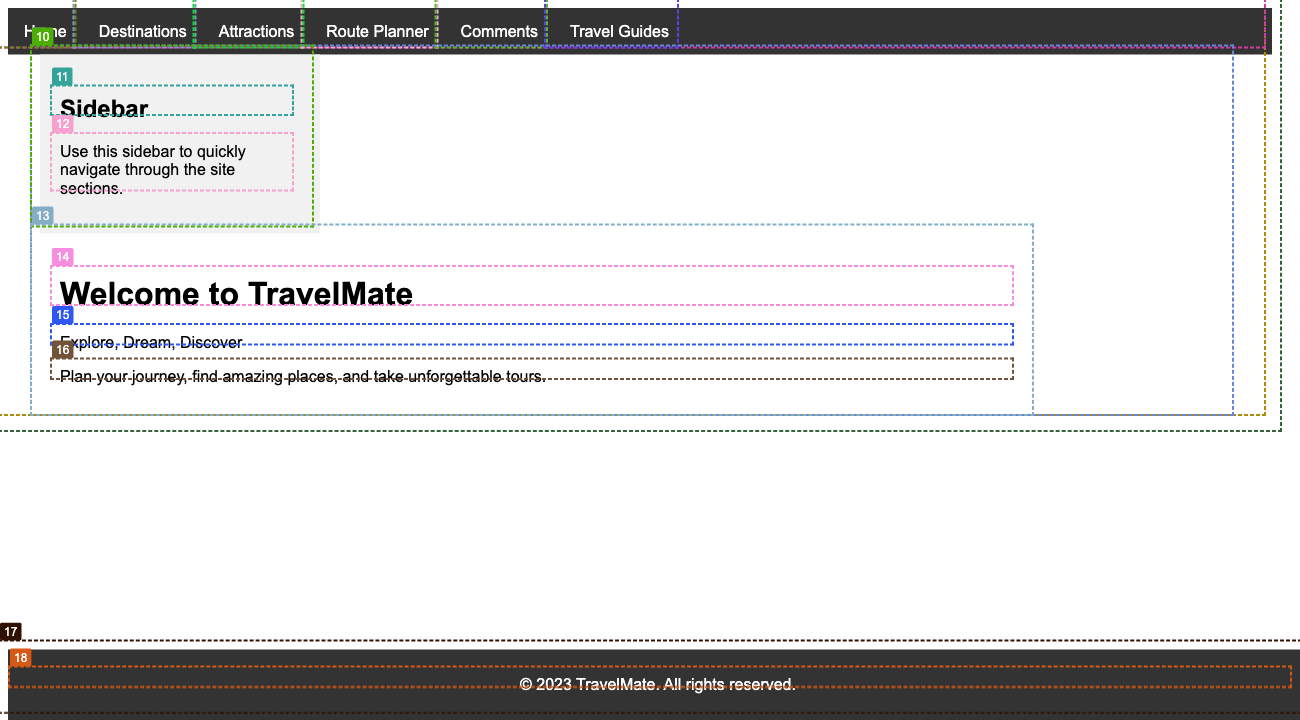 Home Destinations Attractions Route Planner Comments Travel Guides
10
11
Sidebar
12
Use this sidebar to quickly
navigate through the site
sections.
13
14
Welcome to TravelMate
15
Explore, Dream, Discover
16
Plan your journey, find amazing places, and take unforgettable tours.
17
18
© 2023 TravelMate. All rights reserved.